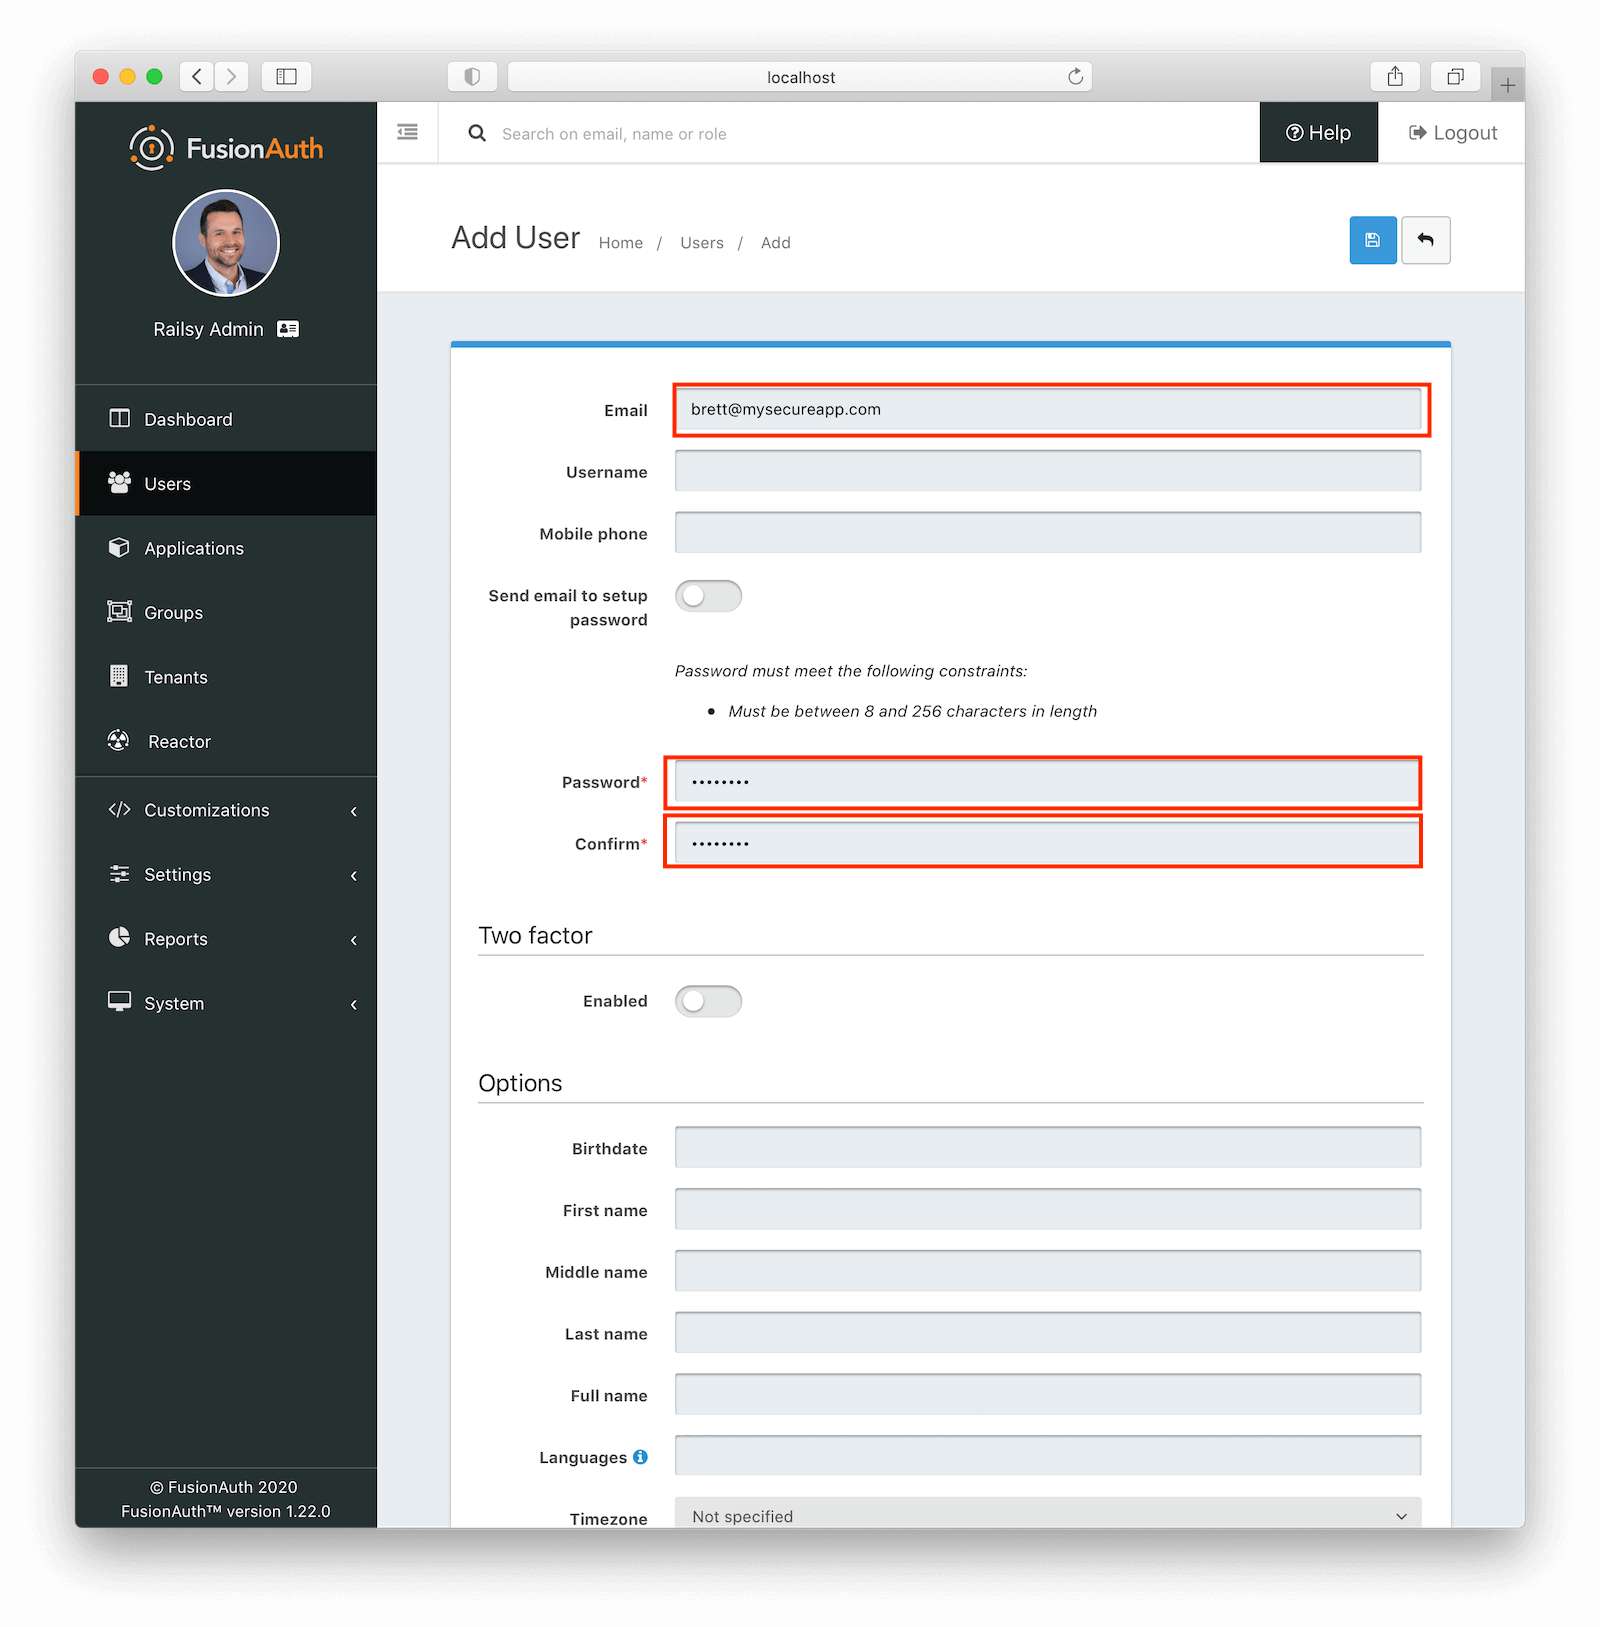 localhost
FusionAuth
Search on email, name or role
Help
Logout
Railsy Admin
Add User
Home / Users / Add
Dashboard
Users
Applications
Groups
Tenants
Reactor
Customizations
Settings
Reports
System
© FusionAuth 2020
FusionAuth™ version 1.22.0
Email
brett@mysecureapp.com
Username
Mobile phone
Send email to setup
password
Password must meet the following constraints:
• Must be between 8 and 256 characters in length
Password*
••••••••
Confirm*
••••••••
Two factor
Enabled
Options
Birthdate
First name
Middle name
Last name
Full name
Languages
Timezone
Not specified